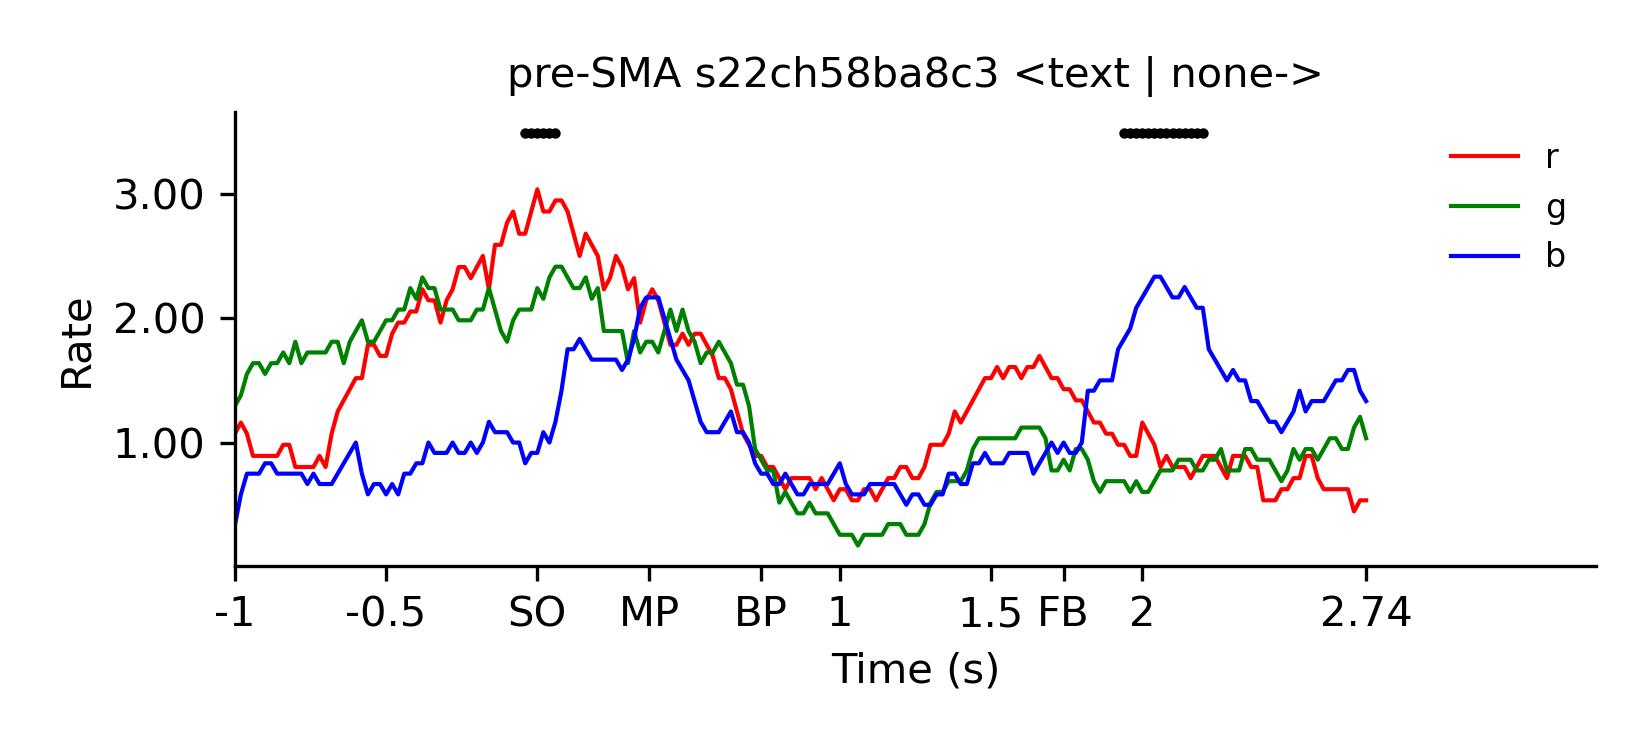 pre-SMA s22ch58ba8c3 <text | none->
r
g
b
3.00
2.00
1.00
Rate
-1 -0.5 SO MP BP 1 1.5 FB 2 2.74
Time (s)